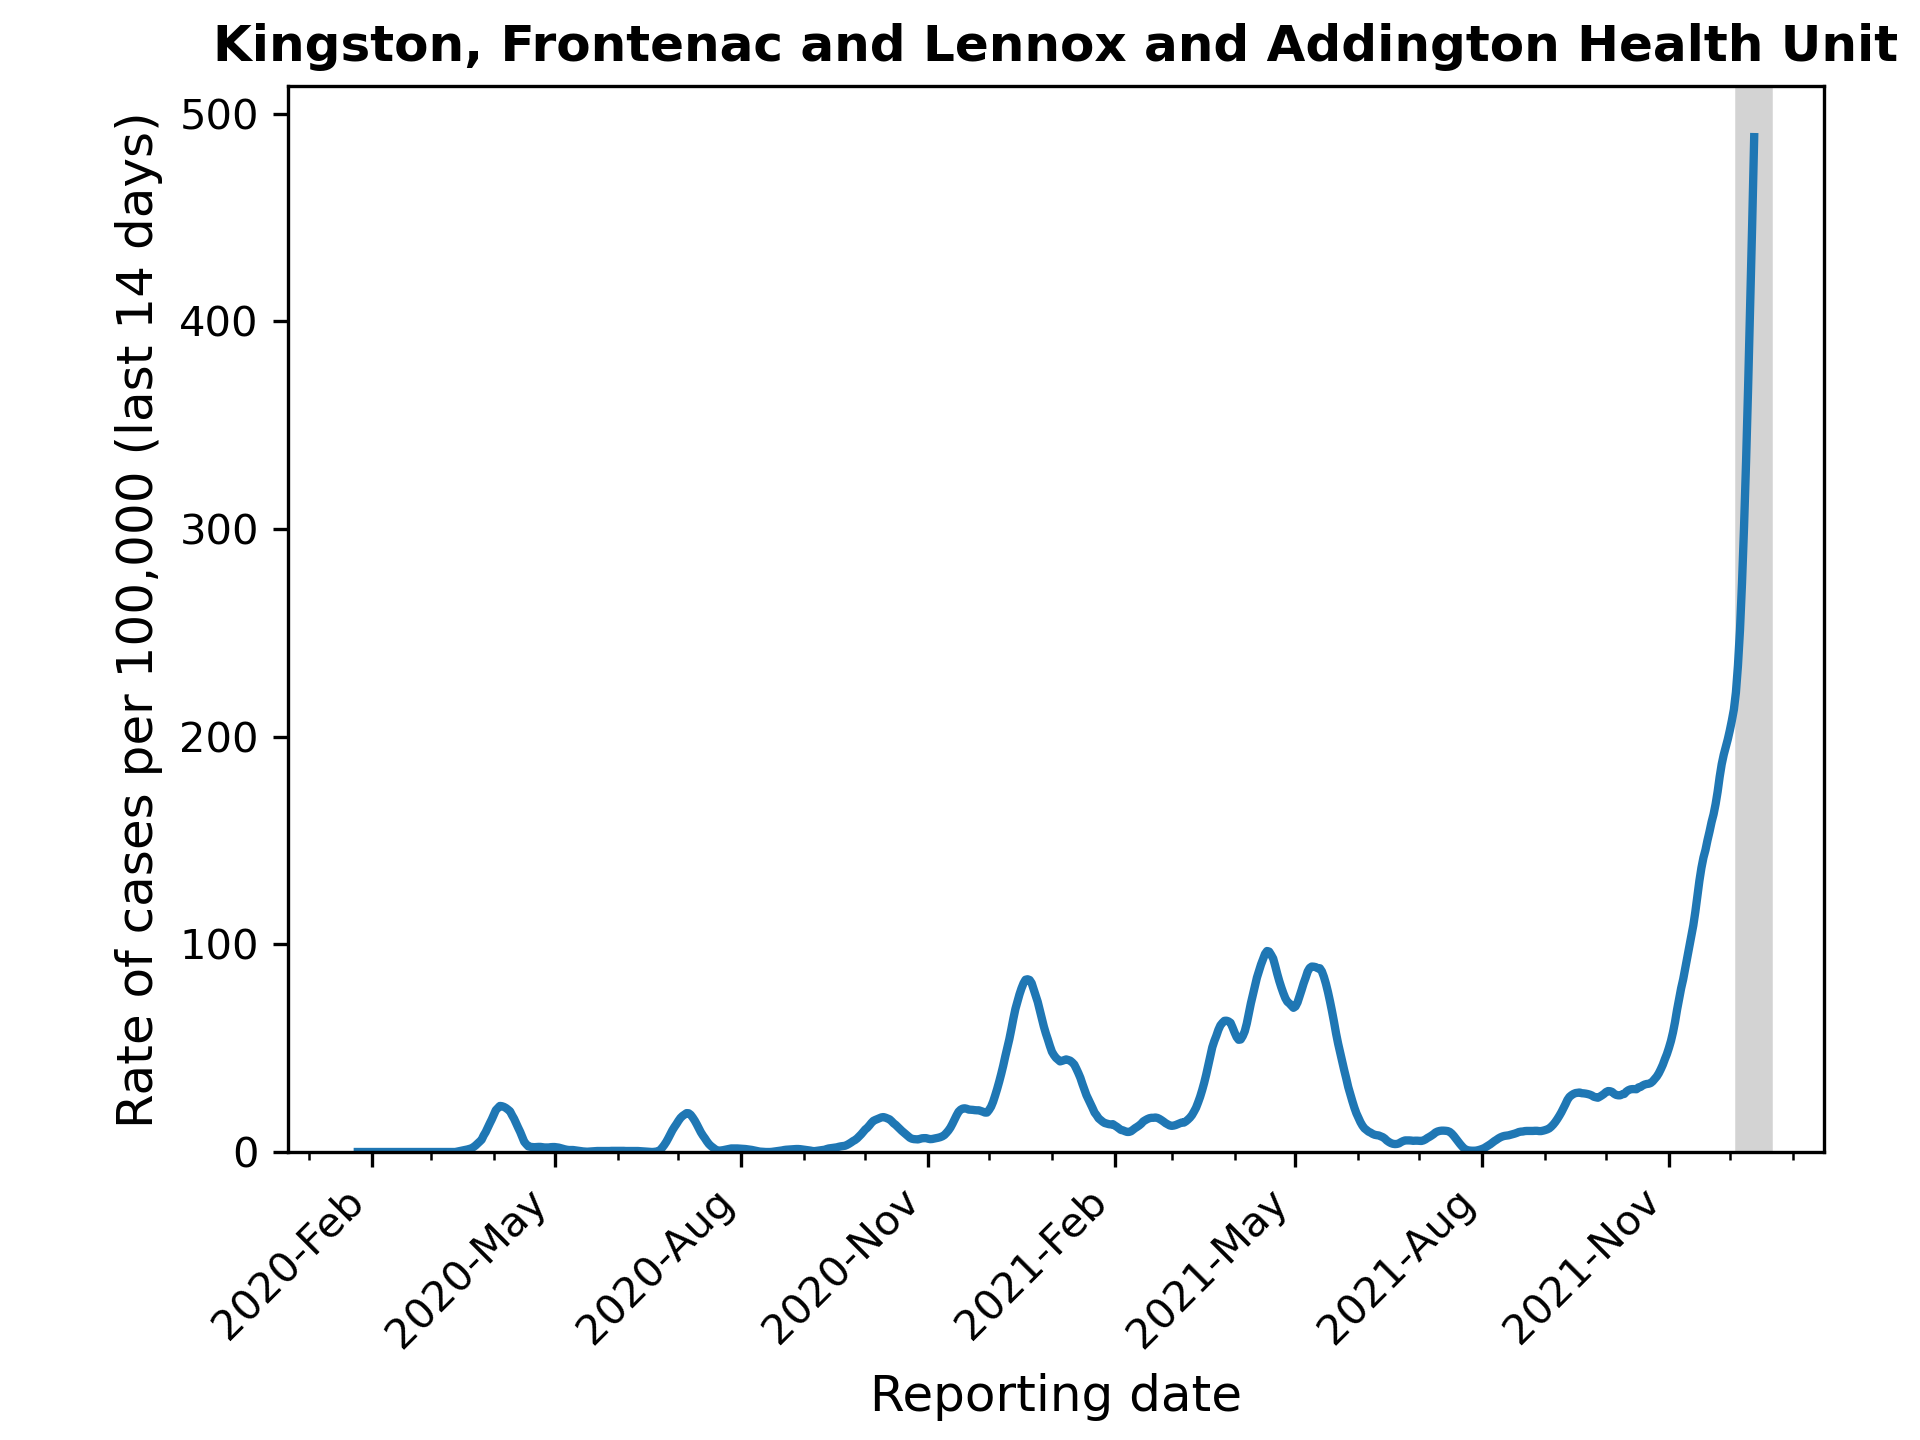 Kingston, Frontenac and Lennox and Addington Health Unit
Rate of cases per 100,000 (last 14 days)
500
400
300
200
100
0
2020-Feb
2020-May
2020-Aug
2020-Nov
2021-Feb
2021-May
2021-Aug
2021-Nov
Reporting date